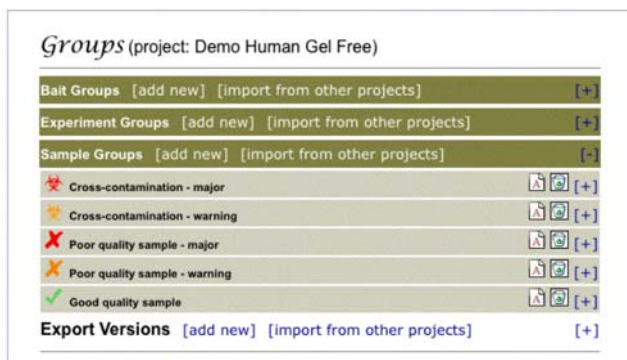 Groups (project: Demo Human Gel Free)
Bait Groups [add new] [import from other projects] [+]
Experiment Groups [add new] [import from other projects] [+]
Sample Groups [add new] [import from other projects] [-]
Cross-contamination - major A [+]
Cross-contamination - warning A [+]
Poor quality sample - major A [+]
Poor quality sample - warning A [+]
Good quality sample A [+]
Export Versions [add new] [import from other projects] [+]